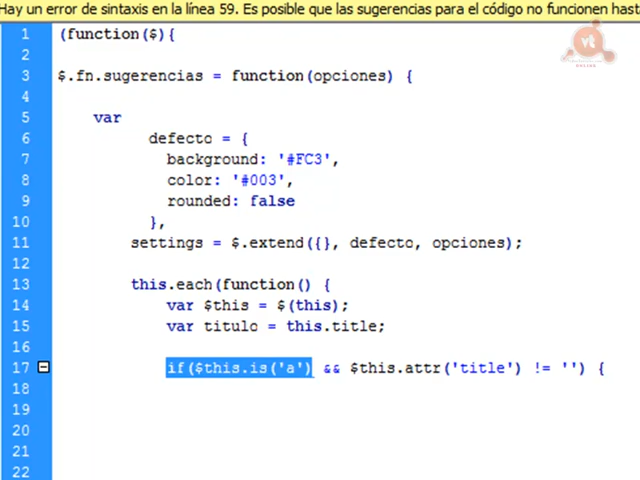 Hay un error de sintaxis en la línea 59. Es posible que las sugerencias para el código no funcionen hast
1 (function($){
2
3 $.fn.sugerencias = function(opciones) {
4
5 var
6 defecto = {
7 background: '#FC3',
8 color: '#003',
9 rounded: false
10 },
11 settings = $.extend({}, defecto, opciones);
12
13 this.each(function() {
14 var $this = $(this);
15 var titulo = this.title;
16
17 if($this.is('a') && $this.attr('title') != '') {
18
19
20
21
22
vt
ONLINE